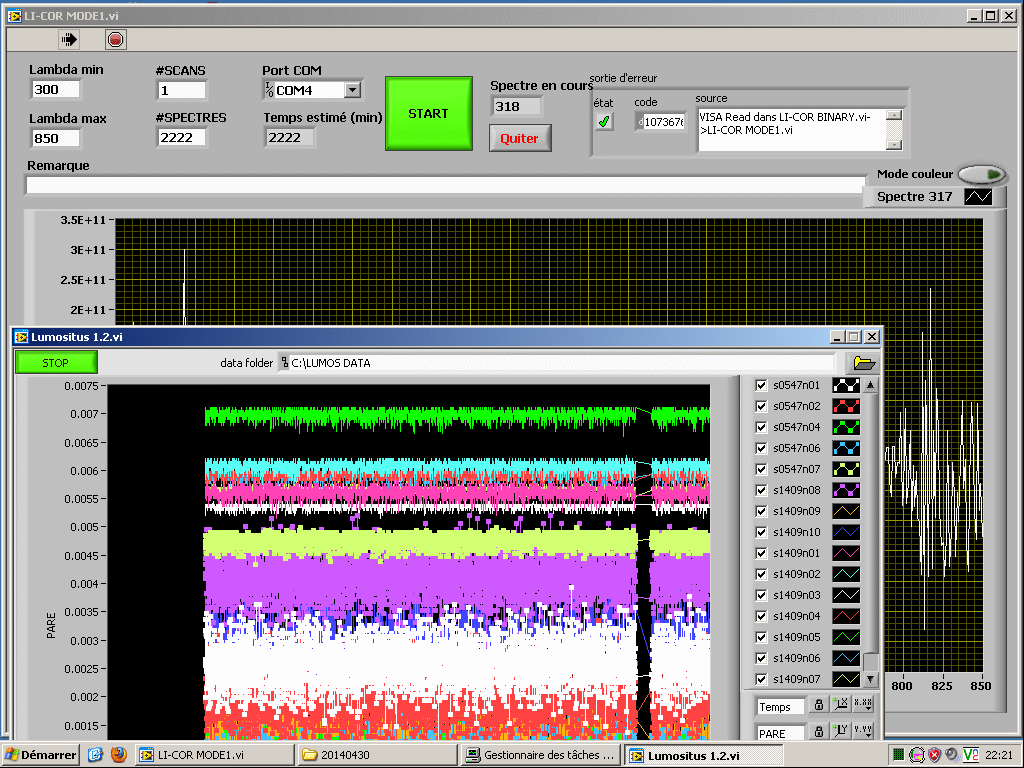 LI-COR MODE1.vi
Lambda min
300
Lambda max
850
#SCANS
1
#SPECTRES
2222
Port COM
COM4
Temps estimé (min)
2222
START
Spectre en cours
318
Quiter
sortie d'erreur
état
code
1073676
source
VISA Read dans LI-COR BINARY.vi-
>LI-COR MODE1.vi
Remarque
Mode couleur
Spectre 317
3.5E+11
3E+11
2.5E+11
2E+11
800 825 850
Lumositus 1.2.vi
STOP
data folder
C:\LUMOS DATA
0.0075
0.007
0.0065
0.006
0.0055
0.005
0.0045
0.004
0.0035
0.003
0.0025
0.002
0.0015
PARE
s0547n01
s0547n02
s0547n04
s0547n06
s0547n07
s1409n08
s1409n09
s1409n10
s1409n01
s1409n02
s1409n03
s1409n04
s1409n05
s1409n06
s1409n07
Temps
PARE
Démarrer
LI-COR MODE1.vi
20140430
Gestionnaire des tâches ...
Lumositus 1.2.vi
22:21